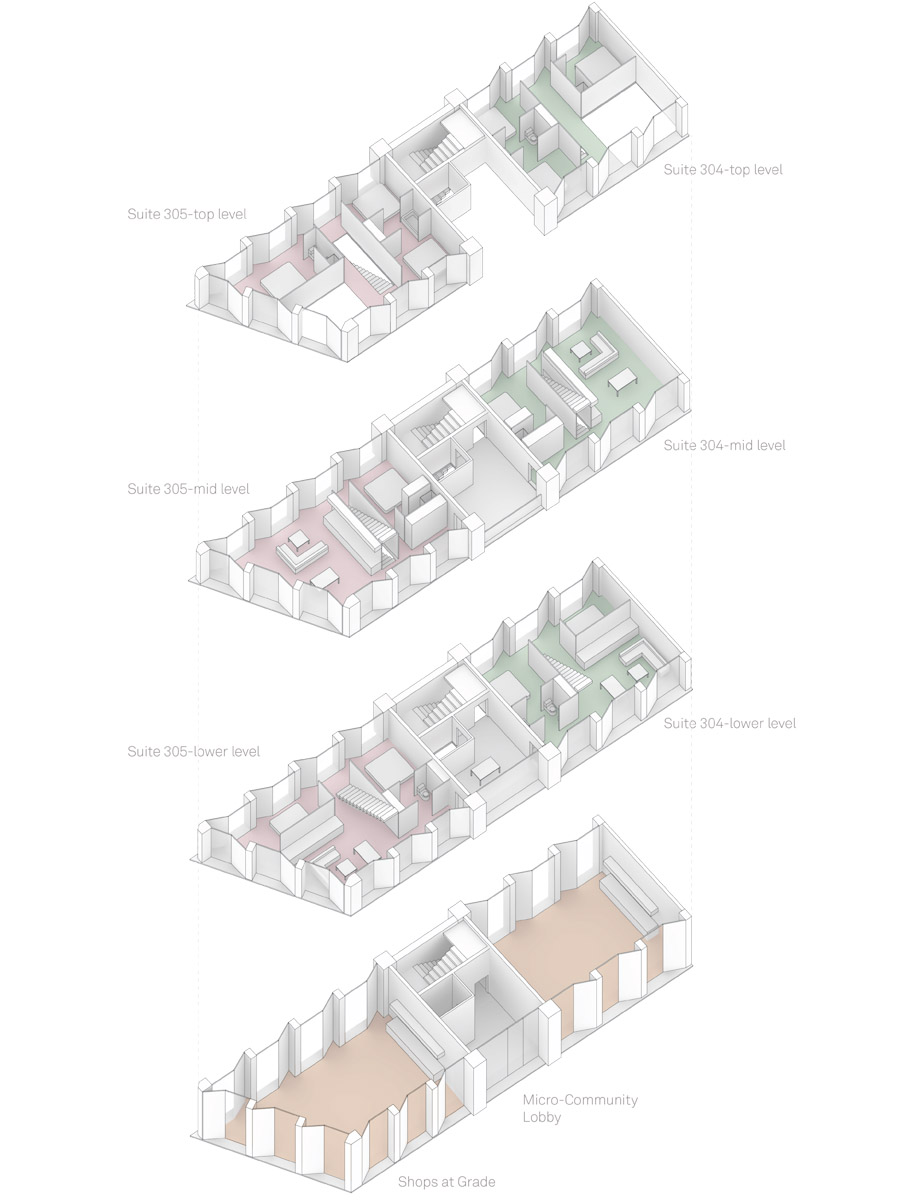 Suite 304-top level
Suite 305-top level
Suite 304-mid level
Suite 305-mid level
Suite 304-lower level
Suite 305-lower level
Micro-Community
Lobby
Shops at Grade